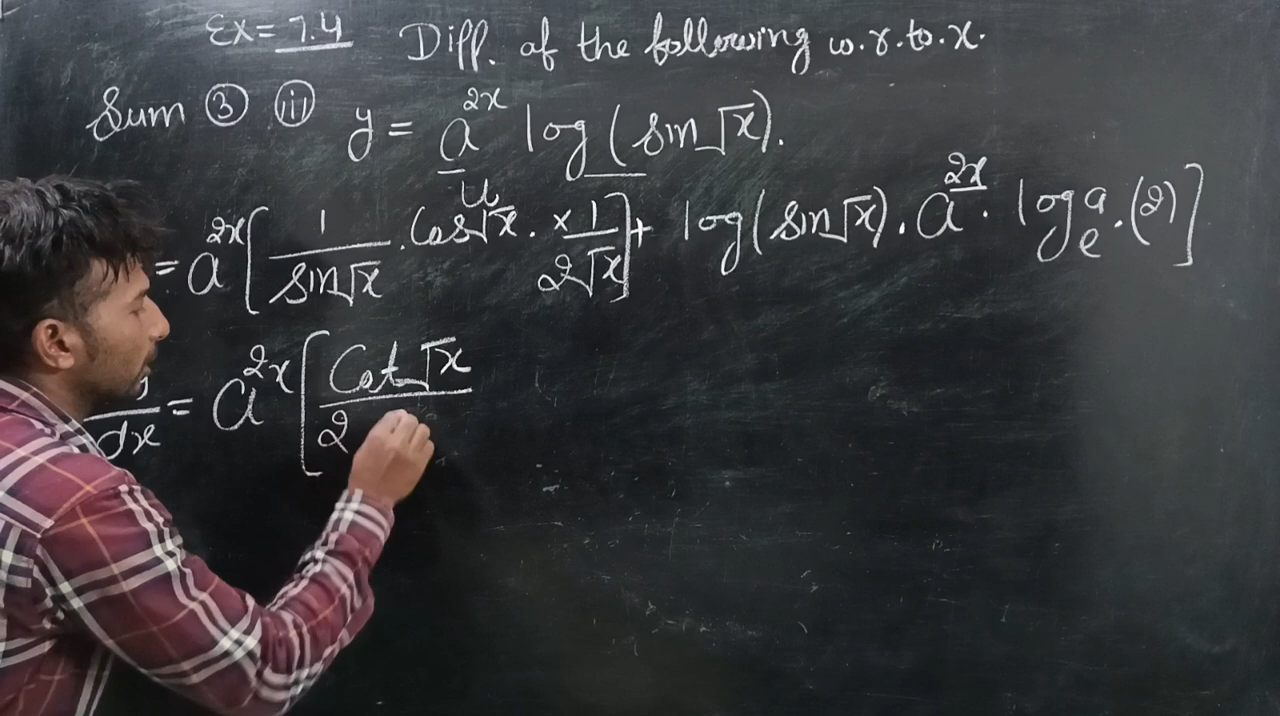 Ex = 7.4 Diff. of the following w.r.to.x.
Sum ③ (iii) y = a^2x log (sin√x).
u
= a^2x [ 1/sin√x . Cos√x . × 1/2√x ] + log(sin√x) . a^2x . log_e a . (2) ]
/dx = a^2x [ Cot√x / 2